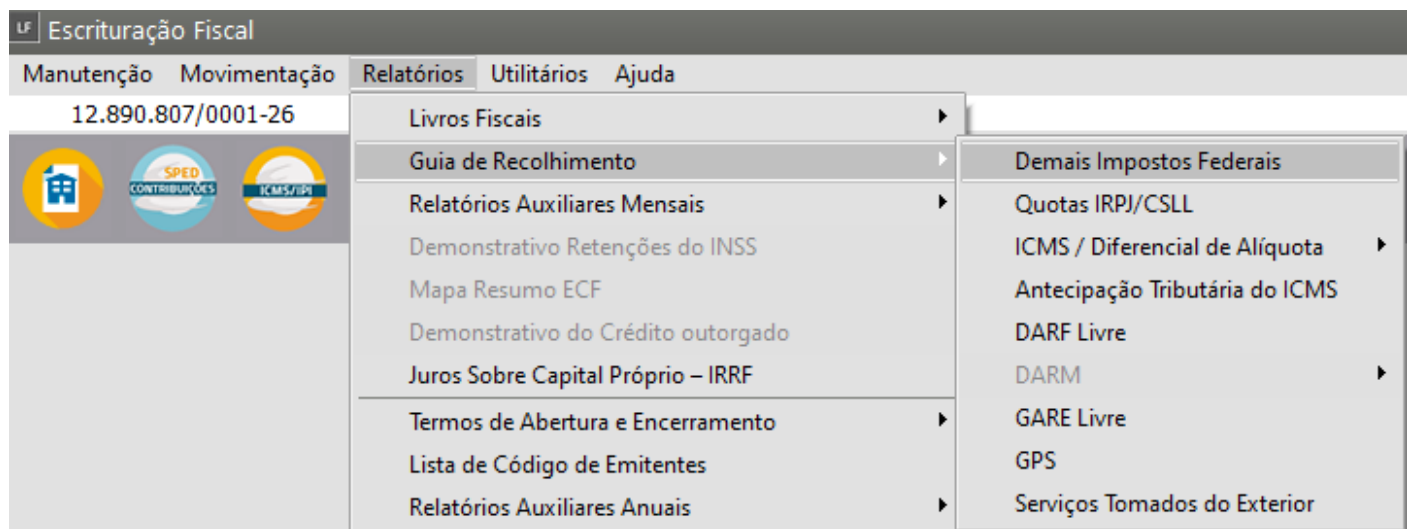 LF Escrituração Fiscal
Manutenção Movimentação Relatórios Utilitários Ajuda
12.890.807/0001-26
SPED
CONTRIBUIÇÕES
ICMS/IPI
Livros Fiscais
Guia de Recolhimento
Relatórios Auxiliares Mensais
Demonstrativo Retenções do INSS
Mapa Resumo ECF
Demonstrativo do Crédito outorgado
Juros Sobre Capital Próprio – IRRF
Termos de Abertura e Encerramento
Lista de Código de Emitentes
Relatórios Auxiliares Anuais
Demais Impostos Federais
Quotas IRPJ/CSLL
ICMS / Diferencial de Alíquota
Antecipação Tributária do ICMS
DARF Livre
DARM
GARE Livre
GPS
Serviços Tomados do Exterior